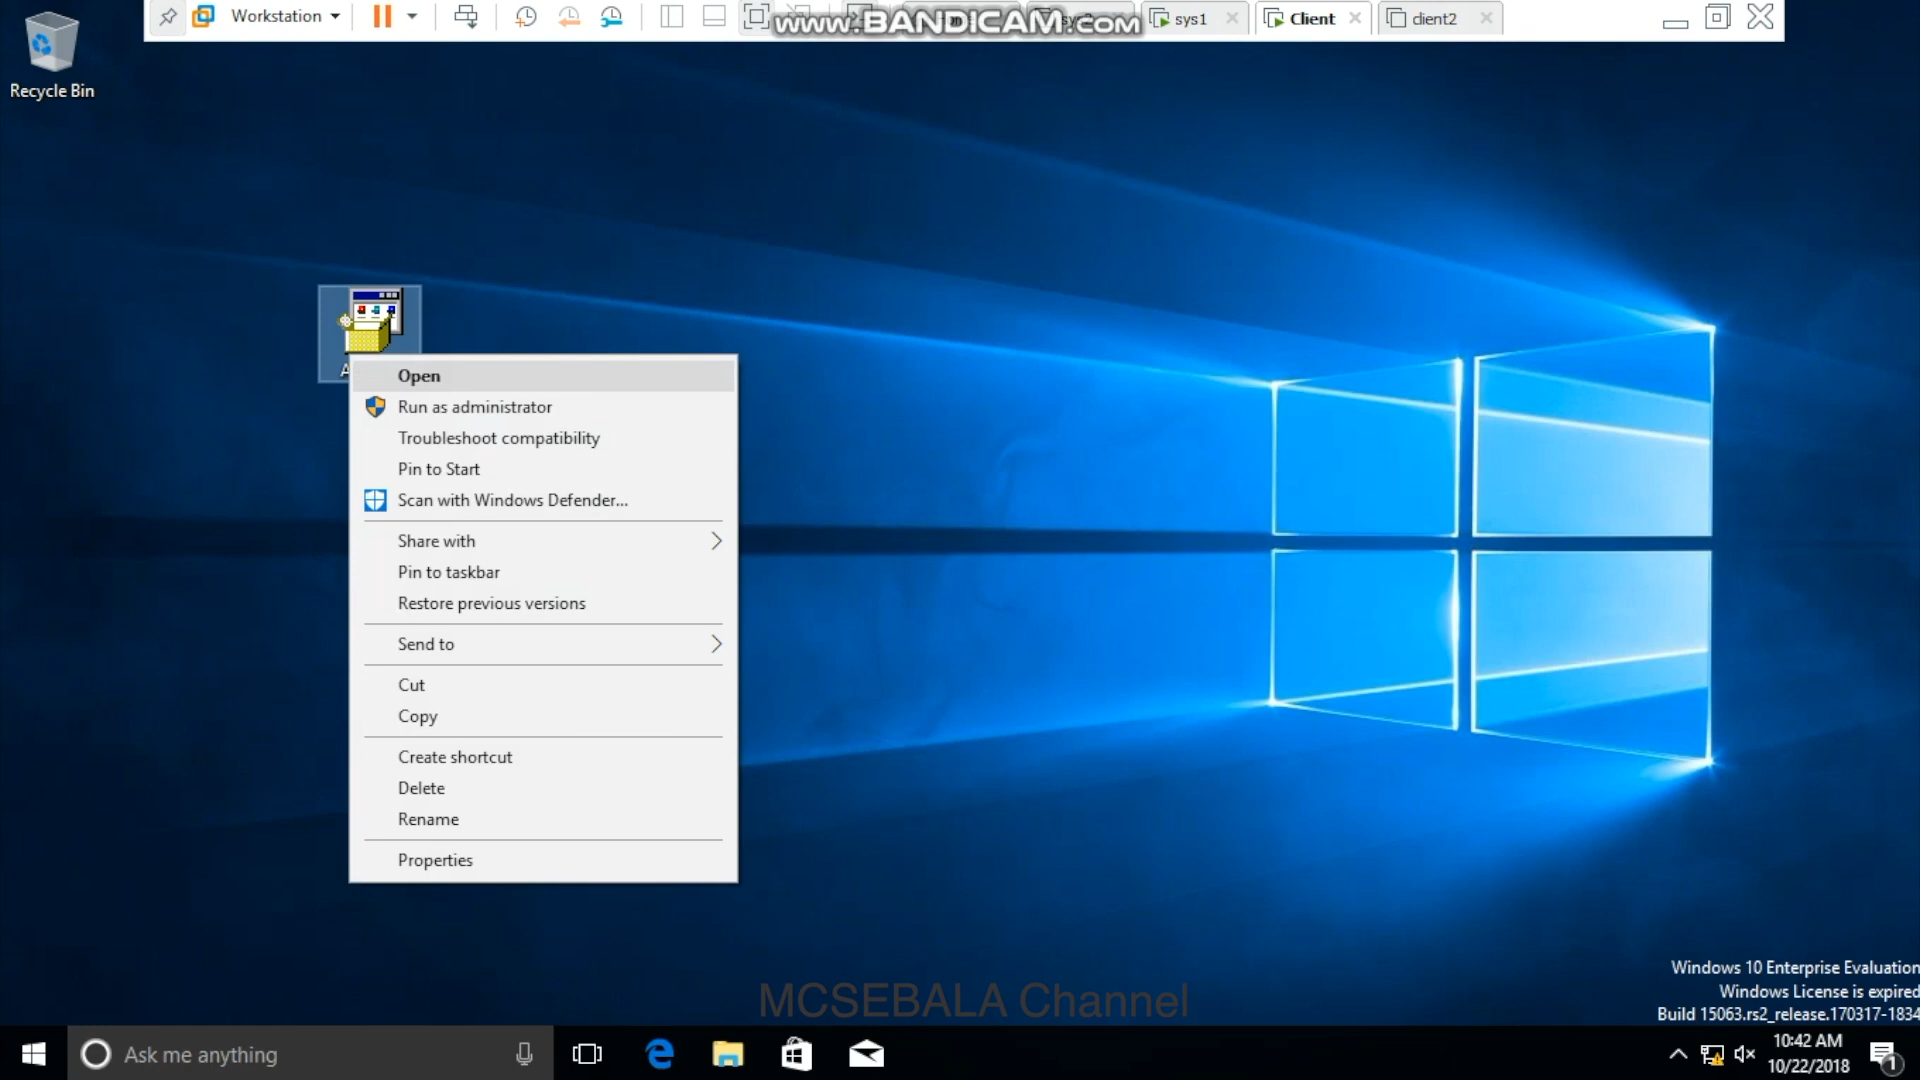 Workstation
www.BANDICAM.com
sys1
Client
client2
Recycle Bin
A
Open
Run as administrator
Troubleshoot compatibility
Pin to Start
Scan with Windows Defender...
Share with
Pin to taskbar
Restore previous versions
Send to
Cut
Copy
Create shortcut
Delete
Rename
Properties
Windows 10 Enterprise Evaluation
Windows License is expired
Build 15063.rs2_release.170317-1834
MCSEBALA Channel
Ask me anything
10:42 AM
10/22/2018
1